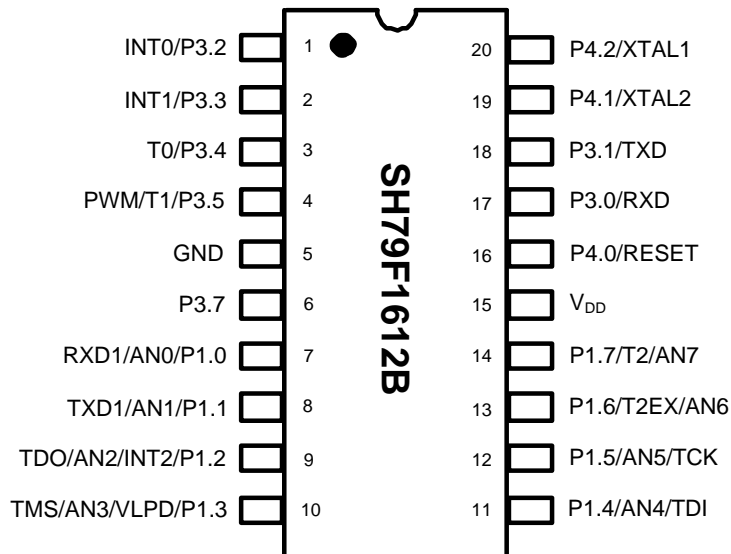 INT0/P3.2 1 20 P4.2/XTAL1
INT1/P3.3 2 19 P4.1/XTAL2
T0/P3.4 3 18 P3.1/TXD
PWM/T1/P3.5 4 17 P3.0/RXD
GND 5 16 P4.0/RESET
P3.7 6 15 VDD
RXD1/AN0/P1.0 7 14 P1.7/T2/AN7
TXD1/AN1/P1.1 8 13 P1.6/T2EX/AN6
TDO/AN2/INT2/P1.2 9 12 P1.5/AN5/TCK
TMS/AN3/VLPD/P1.3 10 11 P1.4/AN4/TDI
SH79F1612B